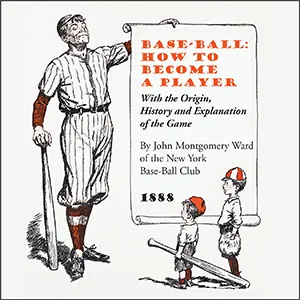 BASE-BALL:
HOW TO
BECOME
A PLAYER
With the Origin,
History and Explanation
of the Game
By John Montgomery Ward
of the New York
Base-Ball Club
1888